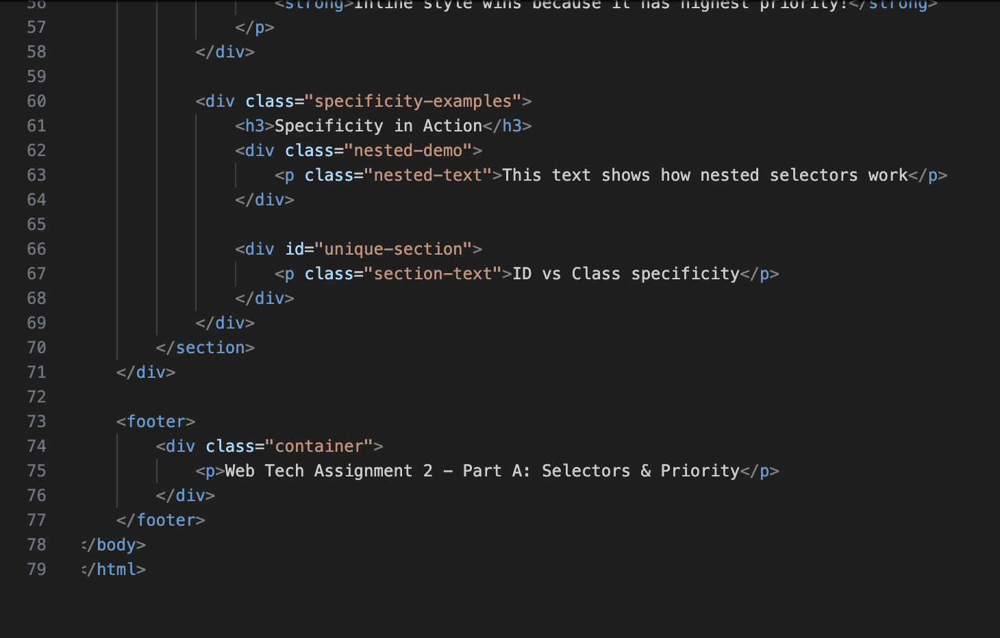 56 <strong>Inline style wins because it has highest priority!</strong>
57 </p>
58 </div>
59
60 <div class="specificity-examples">
61 <h3>Specificity in Action</h3>
62 <div class="nested-demo">
63 <p class="nested-text">This text shows how nested selectors work</p>
64 </div>
65
66 <div id="unique-section">
67 <p class="section-text">ID vs Class specificity</p>
68 </div>
69 </div>
70 </section>
71 </div>
72
73 <footer>
74 <div class="container">
75 <p>Web Tech Assignment 2 - Part A: Selectors & Priority</p>
76 </div>
77 </footer>
78 </body>
79 </html>